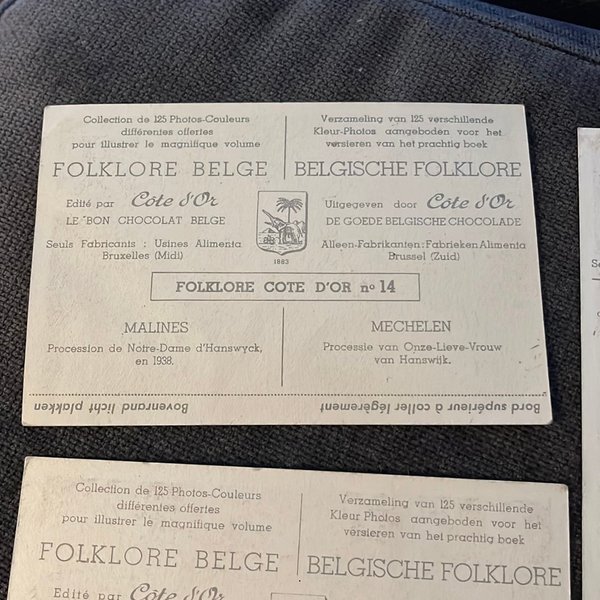 Collection de 125 Photos-Couleurs
différentes offertes
pour illustrer le magnifique volume
FOLKLORE BELGE
Edité par Côte d'Or
LE "BON CHOCOLAT BELGE
Seuls Fabricants : Usines Alimenta
Bruxelles (Midi)
Verzameling van 125 verschillende
Kleur-Photos aangeboden voor het
versieren van het prachtig boek
BELGISCHE FOLKLORE
Uitgegeven door Côte d'Or
DE GOEDE BELGISCHE CHOCOLADE
Alleen-Fabrikanten: Fabrieken Alimenta
Brussel (Zuid)
1883
FOLKLORE COTE D'OR nº 14
MALINES
Procession de Notre-Dame d'Hanswyck,
en 1938.
MECHELEN
Processie van Onze-Lieve-Vrouw
van Hanswijk.
Bord supérieur à coller légèrement
Bovenrand licht plakken
Collection de 125 Photos-Couleurs
différentes offertes
pour illustrer le magnifique volume
FOLKLORE BELGE
Edité par Côte d'Or
Verzameling van 125 verschillende
Kleur Photos aangeboden voor het
versieren van het prachtig boek
BELGISCHE FOLKLORE